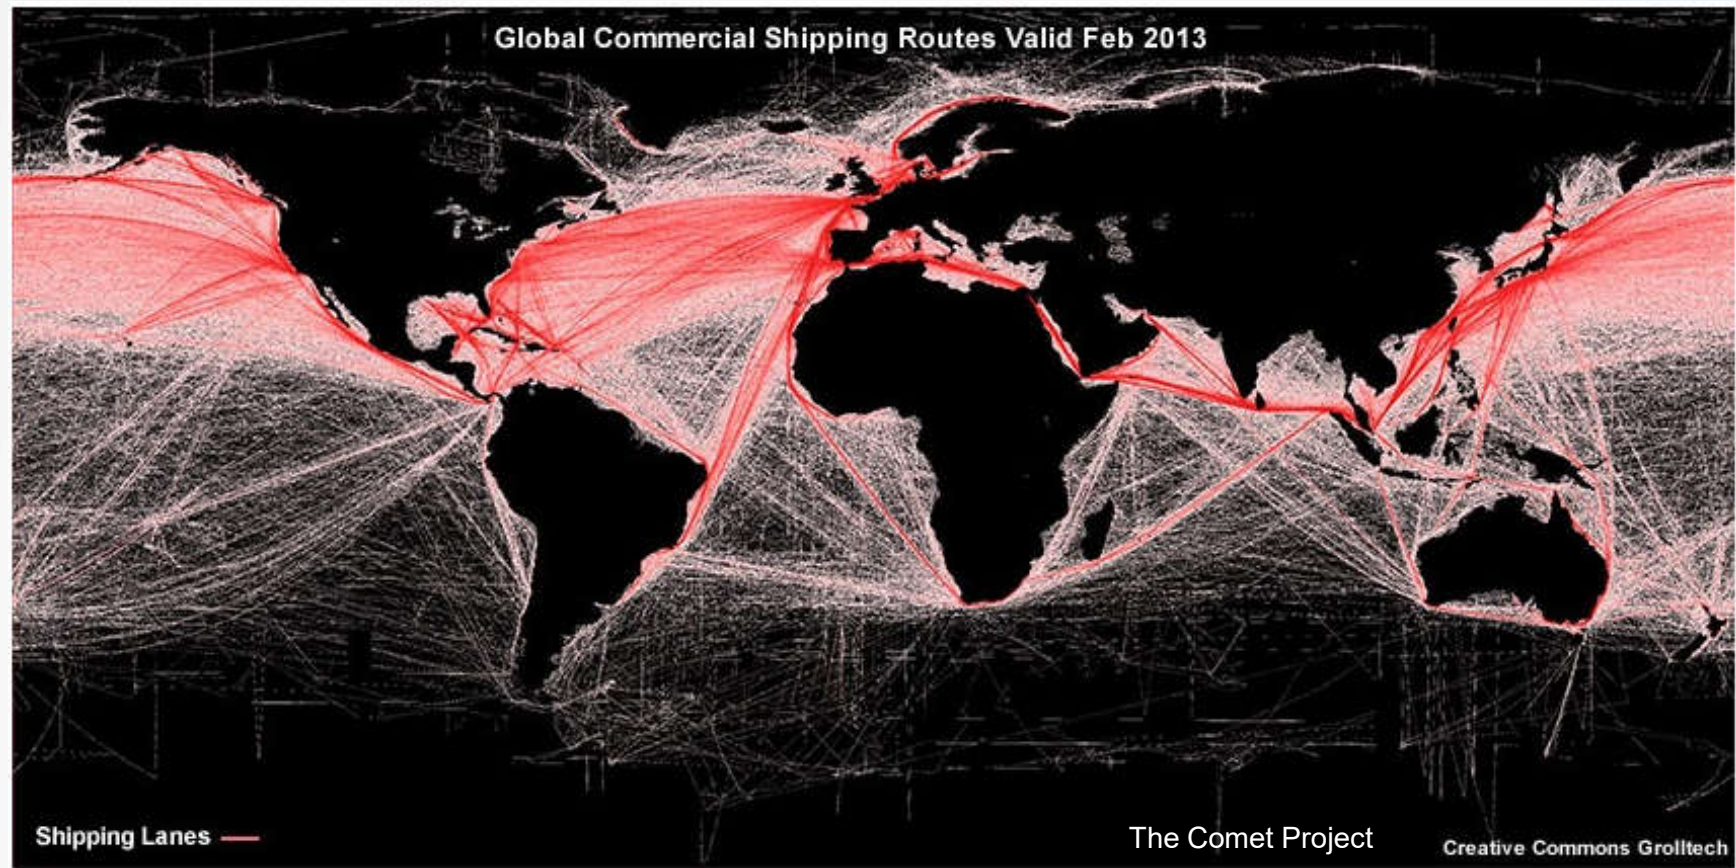 Global Commercial Shipping Routes Valid Feb 2013
Shipping Lanes
The Comet Project
Creative Commons Grolltech